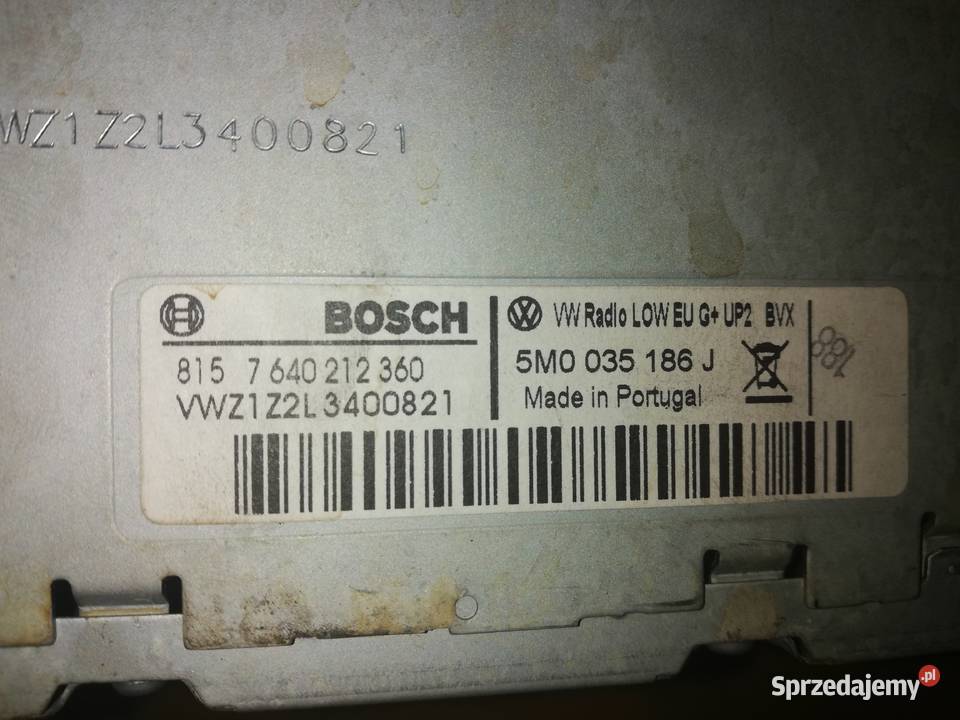 WZ1Z2L3400821
BOSCH
815 7 640 212 360
VWZ1Z2L3400821
VW Radio LOW EU G+ UP2 BVX
5M0 035 186 J
Made in Portugal
188
Sprzedajemy.pl